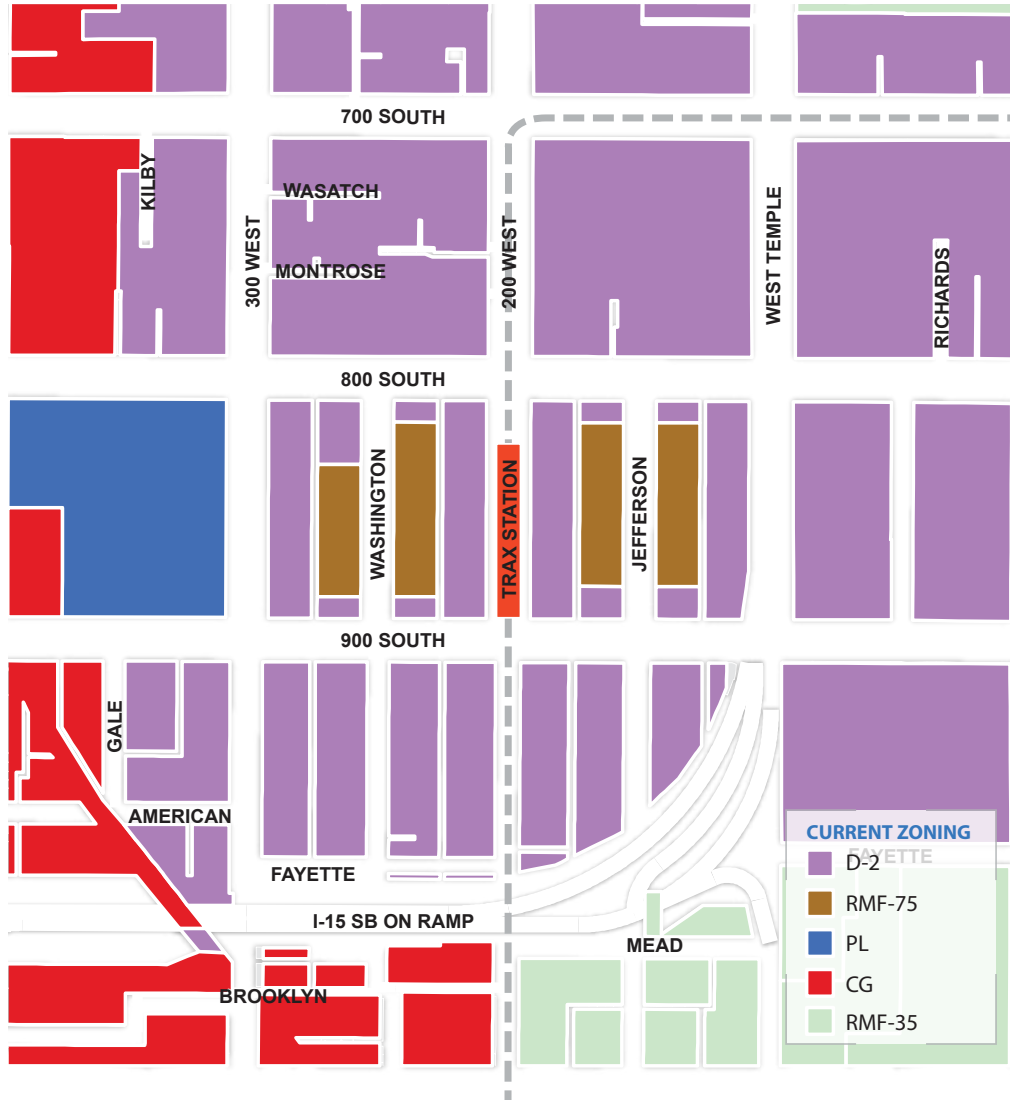 700 SOUTH
KILBY
WASATCH
300 WEST
MONTROSE
200 WEST
WEST TEMPLE
RICHARDS
800 SOUTH
WASHINGTON
TRAX STATION
JEFFERSON
900 SOUTH
GALE
AMERICAN
FAYETTE
I-15 SB ON RAMP
MEAD
BROOKLYN
CURRENT ZONING
FAYETTE
D-2
RMF-75
PL
CG
RMF-35